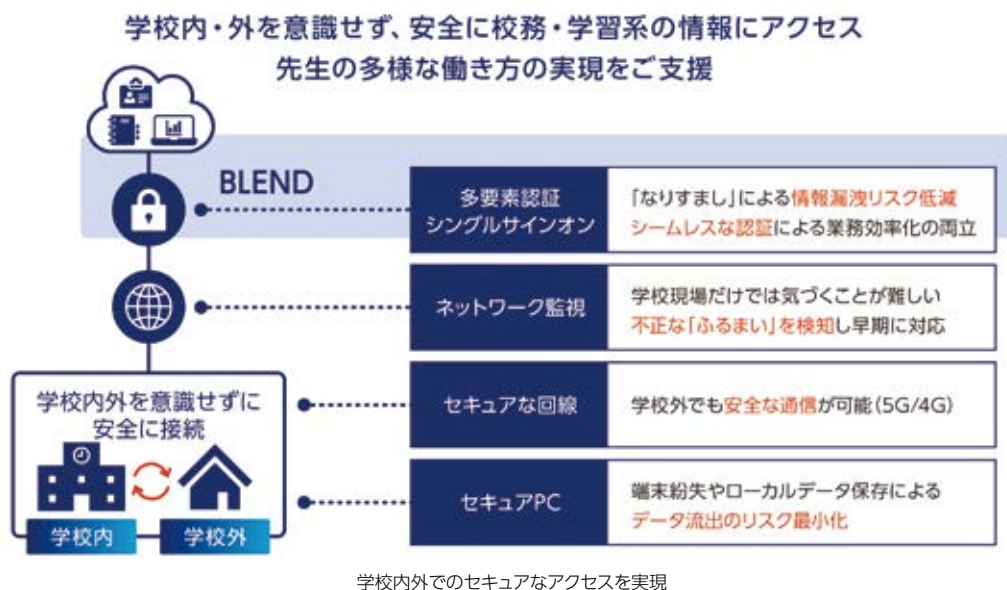 学校内・外を意識せず、安全に校務・学習系の情報にアクセス
先生の多様な働き方の実現をご支援
BLEND
多要素認証
シングルサインオン
「なりすまし」による情報漏洩リスク低減
シームレスな認証による業務効率化の両立
ネットワーク監視
学校現場だけでは気づくことが難しい
不正な「ふるまい」を検知し早期に対応
学校内外を意識せずに
安全に接続
学校内
学校外
セキュアな回線
学校外でも安全な通信が可能(5G/4G)
セキュアPC
端末紛失やローカルデータ保存による
データ流出のリスク最小化
学校内外でのセキュアなアクセスを実現